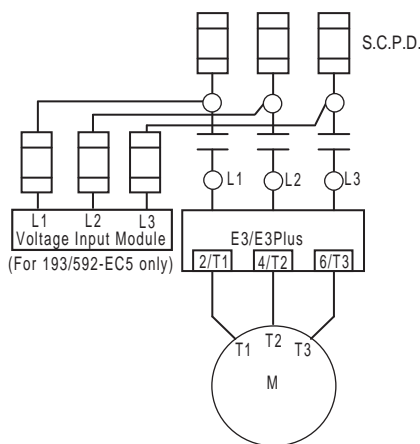 S.C.P.D.
L1 L2 L3
L1 L2 L3
Voltage Input Module
(For 193/592-EC5 only)
E3/E3Plus
2/T1 4/T2 6/T3
T1 T2 T3
M